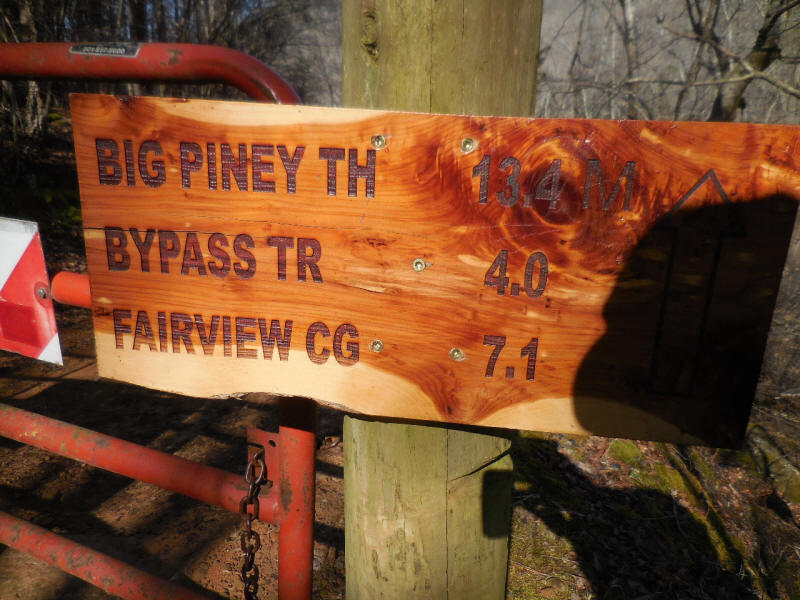 BIG PINEY TH 13.4 M
BYPASS TR 4.0
FAIRVIEW CG 7.1